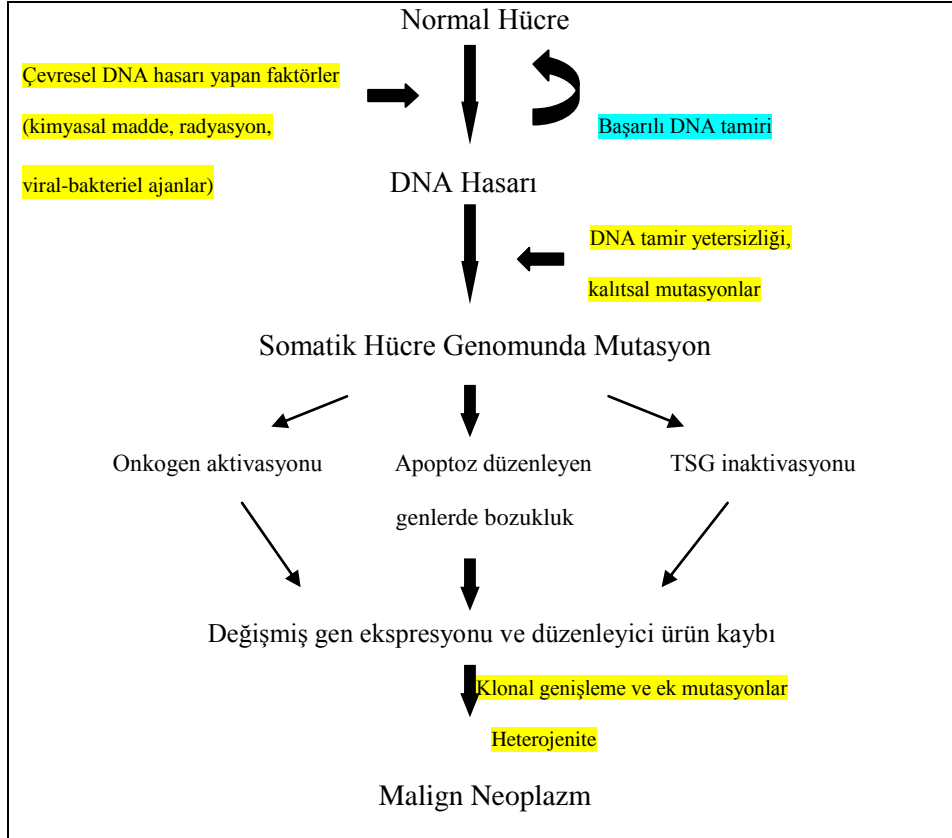 Normal Hücre
Çevresel DNA hasarı yapan faktörler
(kimyasal madde, radyasyon,
Başarılı DNA tamiri
viral-bakteriel ajanlar)
DNA Hasarı
DNA tamir yetersizliği,
kalıtsal mutasyonlar
Somatik Hücre Genomunda Mutasyon
Onkogen aktivasyonu
Apoptoz düzenleyen
genlerde bozukluk
TSG inaktivasyonu
Değişmiş gen ekspresyonu ve düzenleyici ürün kaybı
Klonal genişleme ve ek mutasyonlar
Heterojenite
Malign Neoplazm